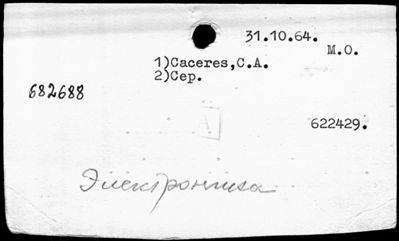 31.10.64.
М.О.
1)Caceres,C.A.
2)Сер.
682688
А
622429.
Электроника